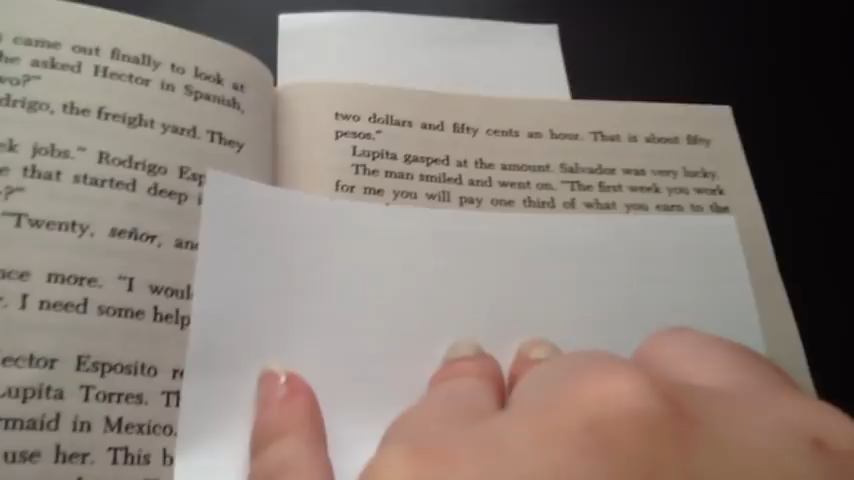 came out finally to look at
he asked Hector in Spanish,
wo?"
drigo, the freight yard. They
ek jobs." Rodrigo Esp
e that started deep i
?"
"Twenty, señor, an
nce more. "I woul
. I need some help
ector Esposito r
Lupita Torres. Th
rmaid in Mexico.
use her. This b
two dollars and fifty cents an hour. That is about fifty
pesos."
Lupita gasped at the amount. Salvador was very lucky.
The man smiled and went on. "The first week you work
for me you will pay one third of what you earn to the